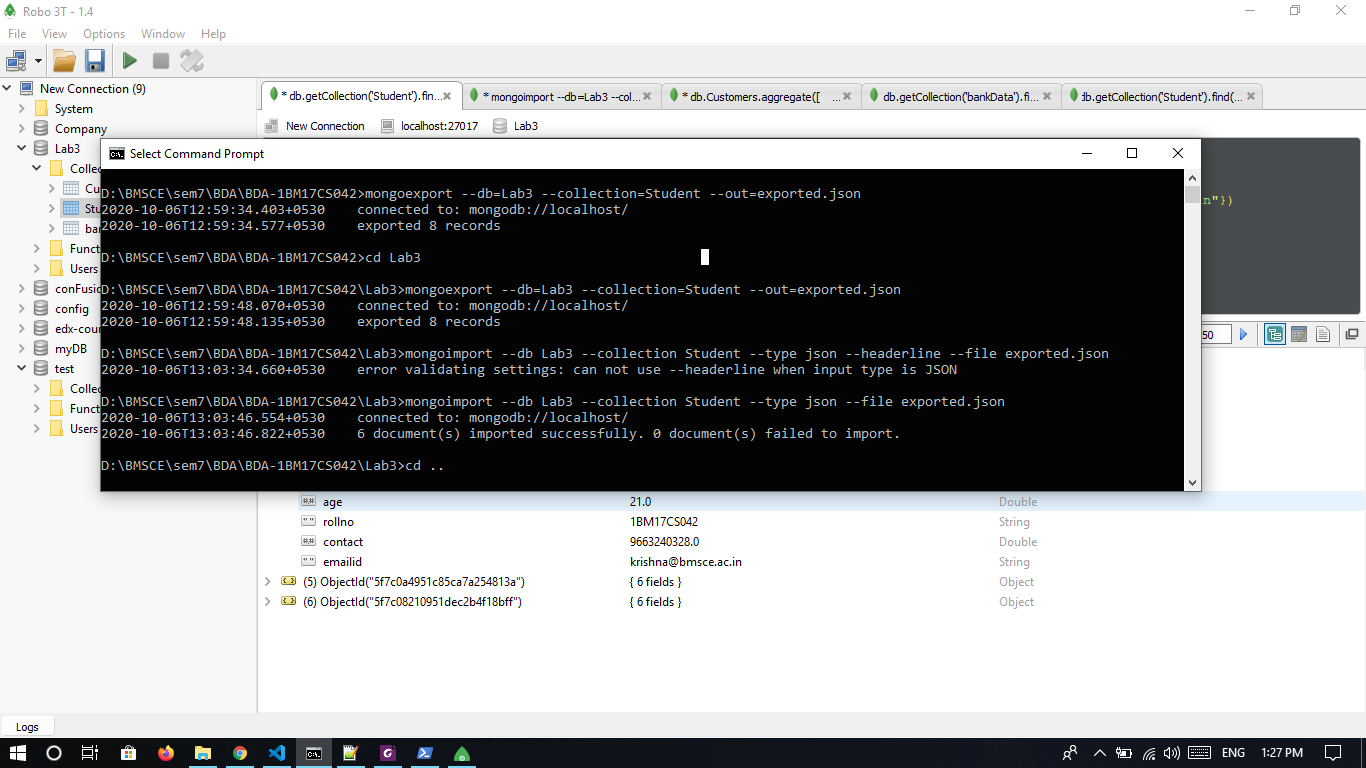 Robo 3T - 1.4
File View Options Window Help
New Connection (9)
System
Company
Lab3
Collec
Cu
Stu
bar
Funct
Users
conFusio
config
edx-cour
myDB
test
Collec
Funct
Users
* db.getCollection('Student').fin...
* mongoimport --db=Lab3 --col...
* db.Customers.aggregate([ ...
db.getCollection('bankData').fi...
db.getCollection('Student').find(...
New Connection localhost:27017 Lab3
n"})
50
Select Command Prompt
D:\BMSCE\sem7\BDA\BDA-1BM17CS042>mongoexport --db=Lab3 --collection=Student --out=exported.json
2020-10-06T12:59:34.403+0530 connected to: mongodb://localhost/
2020-10-06T12:59:34.577+0530 exported 8 records
D:\BMSCE\sem7\BDA\BDA-1BM17CS042>cd Lab3
D:\BMSCE\sem7\BDA\BDA-1BM17CS042\Lab3>mongoexport --db=Lab3 --collection=Student --out=exported.json
2020-10-06T12:59:48.070+0530 connected to: mongodb://localhost/
2020-10-06T12:59:48.135+0530 exported 8 records
D:\BMSCE\sem7\BDA\BDA-1BM17CS042\Lab3>mongoimport --db Lab3 --collection Student --type json --headerline --file exported.json
2020-10-06T13:03:34.660+0530 error validating settings: can not use --headerline when input type is JSON
D:\BMSCE\sem7\BDA\BDA-1BM17CS042\Lab3>mongoimport --db Lab3 --collection Student --type json --file exported.json
2020-10-06T13:03:46.554+0530 connected to: mongodb://localhost/
2020-10-06T13:03:46.822+0530 6 document(s) imported successfully. 0 document(s) failed to import.
D:\BMSCE\sem7\BDA\BDA-1BM17CS042\Lab3>cd ..
age 21.0 Double
rollno 1BM17CS042 String
contact 9663240328.0 Double
emailid krishna@bmsce.ac.in String
(5) ObjectId("5f7c0a4951c85ca7a254813a") { 6 fields } Object
(6) ObjectId("5f7c08210951dec2b4f18bff") { 6 fields } Object
Logs
ENG 1:27 PM